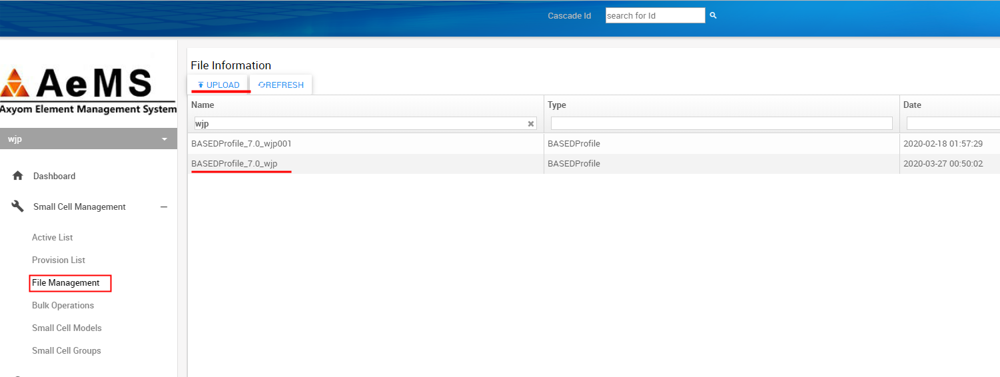 Cascade Id search for Id
AeMS
Axyom Element Management System
wjp
Dashboard
Small Cell Management
Active List
Provision List
File Management
Bulk Operations
Small Cell Models
Small Cell Groups
File Information
UPLOAD REFRESH
Name Type Date
wjp
BASEDProfile_7.0_wjp001 BASEDProfile 2020-02-18 01:57:29
BASEDProfile_7.0_wjp BASEDProfile 2020-03-27 00:50:02